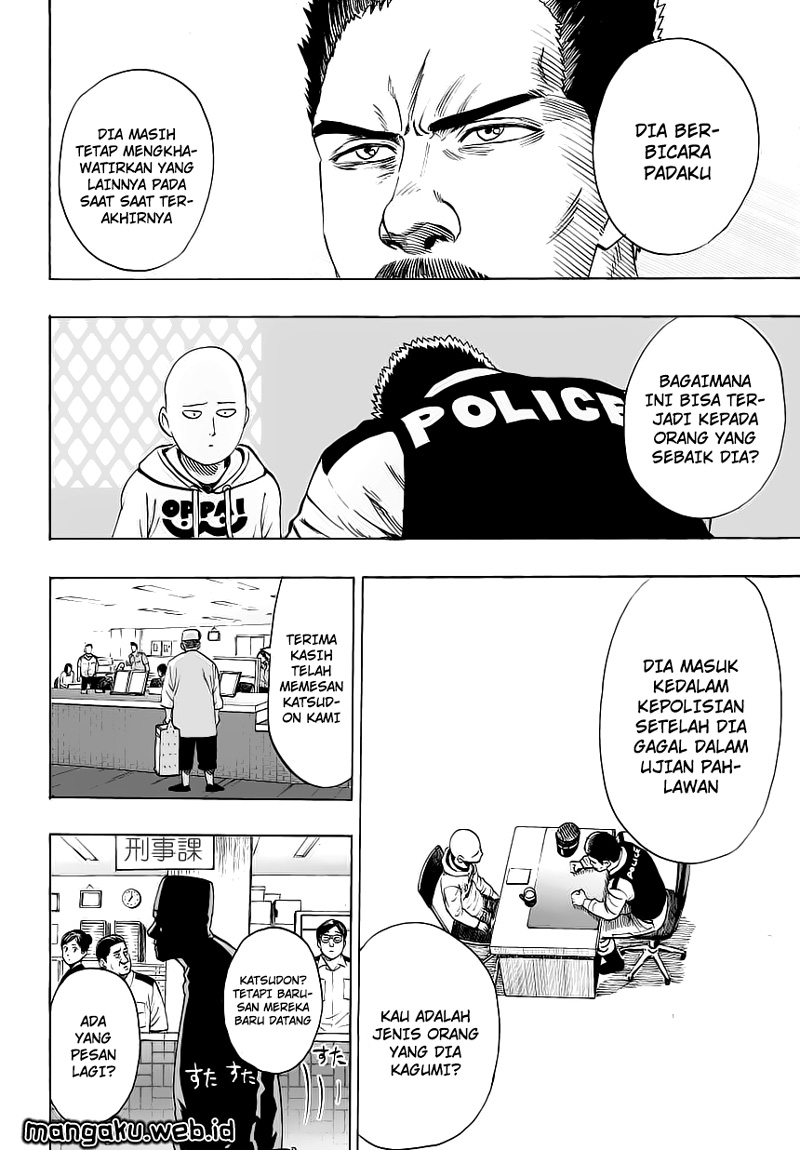 DIA BER-
BICARA
PADAKU
DIA MASIH
TETAP MENGKHA-
WATIRKAN YANG
LAINNYA PADA
SAAT SAAT TER-
AKHIRNYA
BAGAIMANA
INI BISA TER-
JADI KEPADA
ORANG YANG
SEBAIK DIA?
POLICE
OPPAI
DIA MASUK
KEDALAM
KEPOLISIAN
SETELAH DIA
GAGAL DALAM
UJIAN PAH-
LAWAN
POLICE
KAU ADALAH
JENIS ORANG
YANG DIA
KAGUMI?
TERIMA
KASIH
TELAH
MEMESAN
KATSUD-
ON KAMI
刑事課
KATSUDON?
TETAPI BARU-
SAN MEREKA
BARU DATANG
ADA
YANG
PESAN
LAGI?
すた
すた
すた
mangaku.web.id